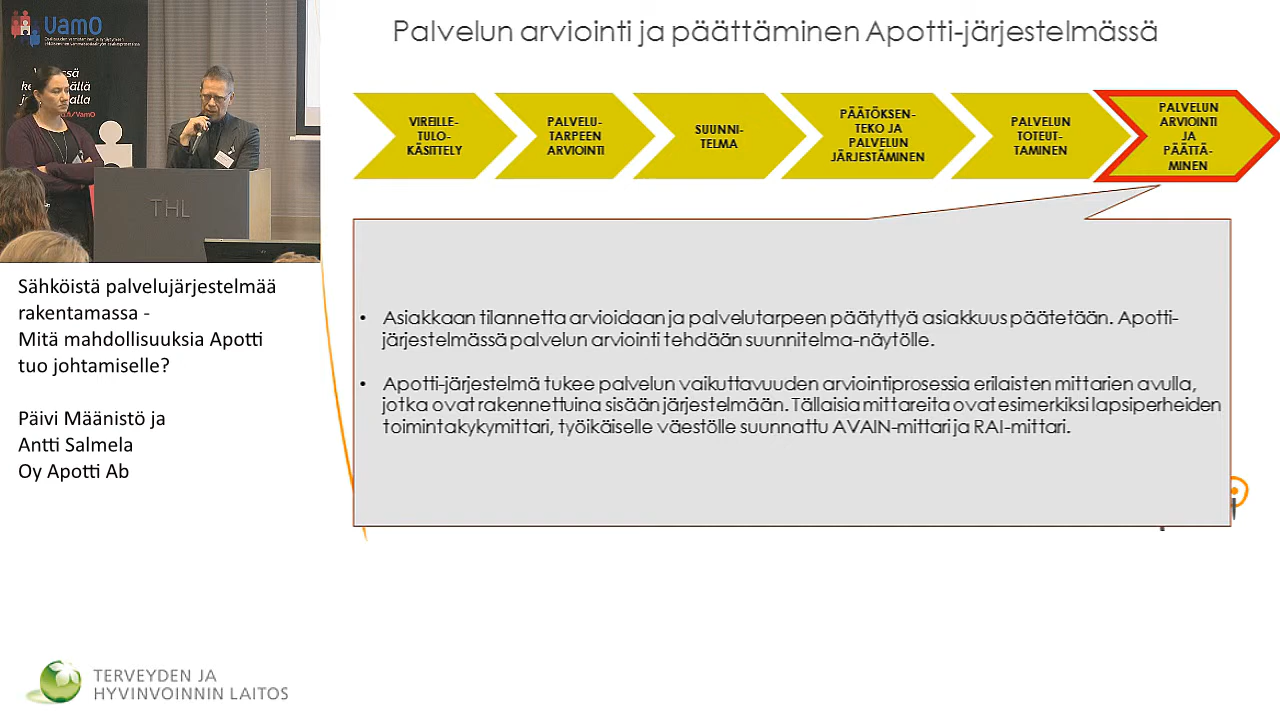 Palvelun arviointi ja päättäminen Apotti-järjestelmässä
VIREILLE-
TULO-
KÄSITTELY
PALVELU-
TARPEEN
ARVIOINTI
SUUNNI-
TELMA
PÄÄTÖKSEN-
TEKO JA
PALVELUN
JÄRJESTÄMINEN
PALVELUN
TOTEUT-
TAMINEN
PALVELUN
ARVIOINTI
JA
PÄÄTTÄ-
MINEN
• Asiakkaan tilannetta arvioidaan ja palvelutarpeen päätyttyä asiakkuus päätetään. Apotti-
järjestelmässä palvelun arviointi tehdään suunnitelma-näytölle.
• Apotti-järjestelmä tukee palvelun vaikuttavuuden arviointiprosessia erilaisten mittarien avulla,
jotka ovat rakennettuina sisään järjestelmään. Tällaisia mittareita ovat esimerkiksi lapsiperheiden
toimintakykymittari, työikäiselle väestölle suunnattu AVAIN-mittari ja RAI-mittari.
VamO
THL
Sähköistä palvelujärjestelmää
rakentamassa -
Mitä mahdollisuuksia Apotti
tuo johtamiselle?
Päivi Määnistö ja
Antti Salmela
Oy Apotti Ab
TERVEYDEN JA
HYVINVOINNIN LAITOS